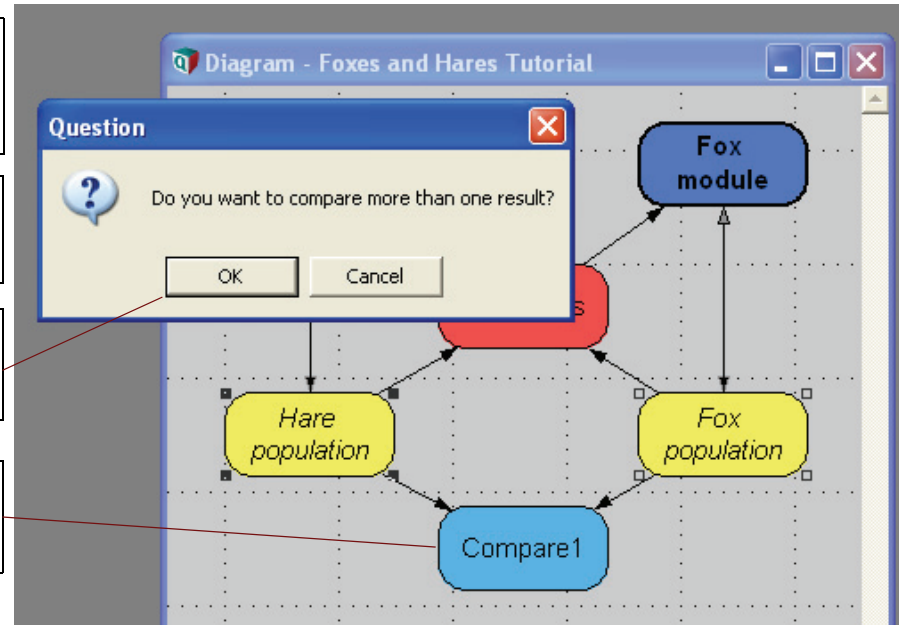 Diagram - Foxes and Hares Tutorial
Question
Do you want to compare more than one result?
OK
Cancel
Fox
module
s
Hare
population
Fox
population
Compare1